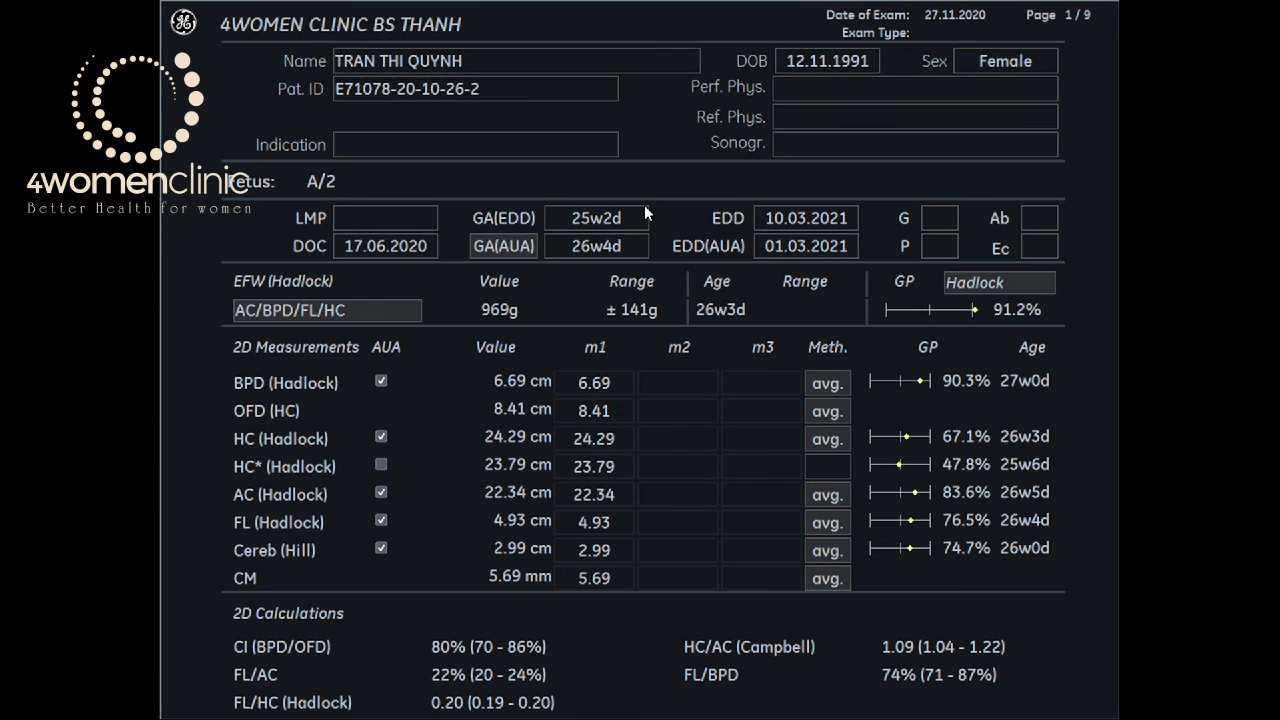 4WOMEN CLINIC BS THANH
Date of Exam: 27.11.2020 Page 1 / 9
Exam Type:
4womenclinic
Better Health for women
Name TRAN THI QUYNH DOB 12.11.1991 Sex Female
Pat. ID E71078-20-10-26-2 Perf. Phys.
Ref. Phys.
Indication Sonogr.
Fetus: A/2
LMP GA(EDD) 25w2d EDD 10.03.2021 G Ab
DOC 17.06.2020 GA(AUA) 26w4d EDD(AUA) 01.03.2021 P Ec
EFW (Hadlock) Value Range Age Range GP Hadlock
AC/BPD/FL/HC 969g ± 141g 26w3d 91.2%
2D Measurements AUA Value m1 m2 m3 Meth. GP Age
BPD (Hadlock) 6.69 cm 6.69 avg. 90.3% 27w0d
OFD (HC) 8.41 cm 8.41 avg.
HC (Hadlock) 24.29 cm 24.29 avg. 67.1% 26w3d
HC* (Hadlock) 23.79 cm 23.79 47.8% 25w6d
AC (Hadlock) 22.34 cm 22.34 avg. 83.6% 26w5d
FL (Hadlock) 4.93 cm 4.93 avg. 76.5% 26w4d
Cereb (Hill) 2.99 cm 2.99 avg. 74.7% 26w0d
CM 5.69 mm 5.69 avg.
2D Calculations
CI (BPD/OFD) 80% (70 - 86%) HC/AC (Campbell) 1.09 (1.04 - 1.22)
FL/AC 22% (20 - 24%) FL/BPD 74% (71 - 87%)
FL/HC (Hadlock) 0.20 (0.19 - 0.20)